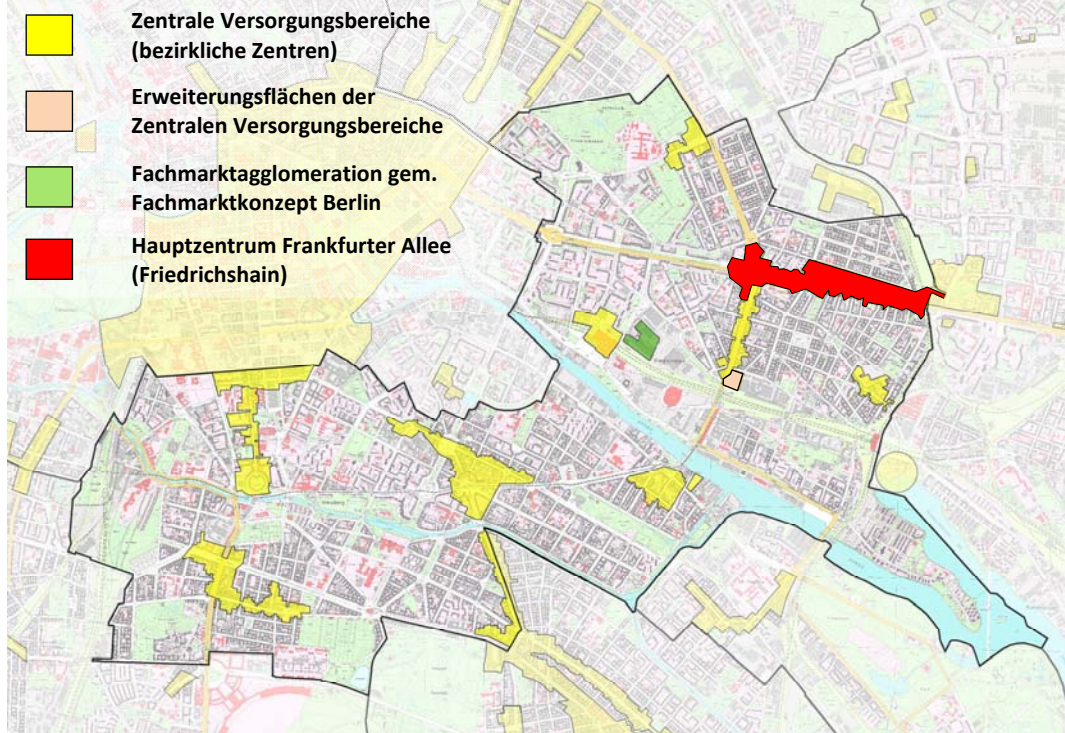 Zentrale Versorgungsbereiche
(bezirkliche Zentren)
Erweiterungsflächen der
Zentralen Versorgungsbereiche
Fachmarktagglomeration gem.
Fachmarktkonzept Berlin
Hauptzentrum Frankfurter Allee
(Friedrichshain)